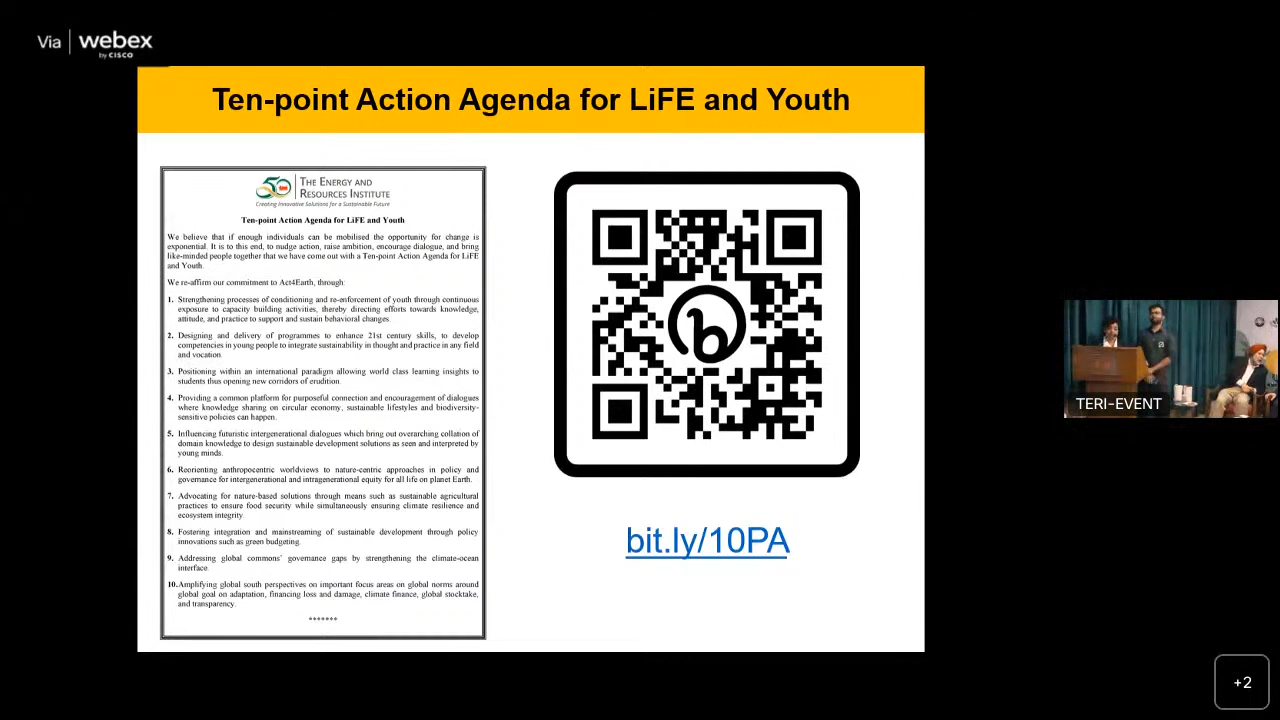 Via | webex
by CISCO
Ten-point Action Agenda for LiFE and Youth
50
THE ENERGY AND
RESOURCES INSTITUTE
Creating Innovative Solutions for a Sustainable Future
Ten-point Action Agenda for LiFE and Youth
We believe that if enough individuals can be mobilised the opportunity for change is
exponential. It is to this end, to nudge action, raise ambition, encourage dialogue, and bring
like-minded people together that we have come out with a Ten-point Action Agenda for LiFE
and Youth.
We re-affirm our commitment to Act4Earth, through:
1. Strengthening processes of conditioning and re-enforcement of youth through continuous
exposure to capacity building activities, thereby directing efforts towards knowledge,
attitude, and practice to support and sustain behavioral changes.
2. Designing and delivery of programmes to enhance 21st century skills, to develop
competencies in young people to integrate sustainability in thought and practice in any field
and vocation.
3. Positioning within an international paradigm allowing world class learning insights to
students thus opening new corridors of erudition.
4. Providing a common platform for purposeful connection and encouragement of dialogues
where knowledge sharing on circular economy, sustainable lifestyles and biodiversity-
sensitive policies can happen.
5. Influencing futuristic intergenerational dialogues which bring out overarching collation of
domain knowledge to design sustainable development solutions as seen and interpreted by
young minds.
6. Reorienting anthropocentric worldviews to nature-centric approaches in policy and
governance for intergenerational and intragenerational equity for all life on planet Earth.
7. Advocating for nature-based solutions through means such as sustainable agricultural
practices to ensure food security while simultaneously ensuring climate resilience and
ecosystem integrity.
8. Fostering integration and mainstreaming of sustainable development through policy
innovations such as green budgeting.
9. Addressing global commons' governance gaps by strengthening the climate-ocean
interface.
10. Amplifying global south perspectives on important focus areas on global norms around
global goal on adaptation, financing loss and damage, climate finance, global stocktake,
and transparency.
*******
b
bit.ly/10PA
TERI-EVENT
+2